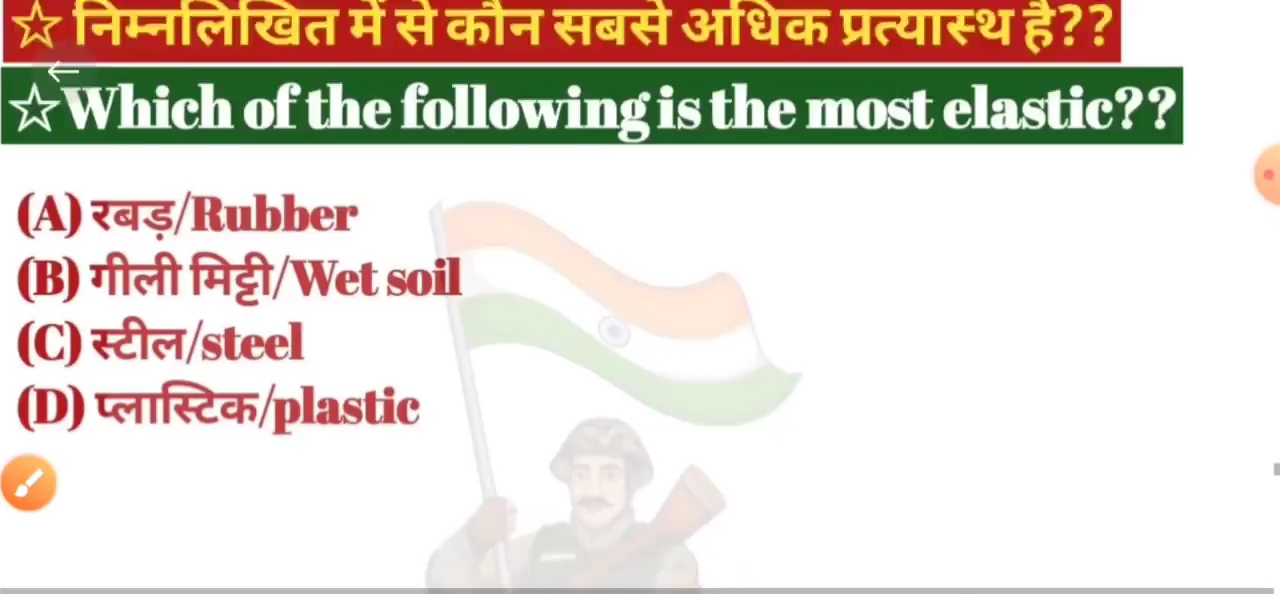 ☆ निम्नलिखित में से कौन सबसे अधिक प्रत्यास्थ है??
☆Which of the following is the most elastic??
(A) रबड़/Rubber
(B) गीली मिट्टी/Wet soil
(C) स्टील/steel
(D) प्लास्टिक/plastic